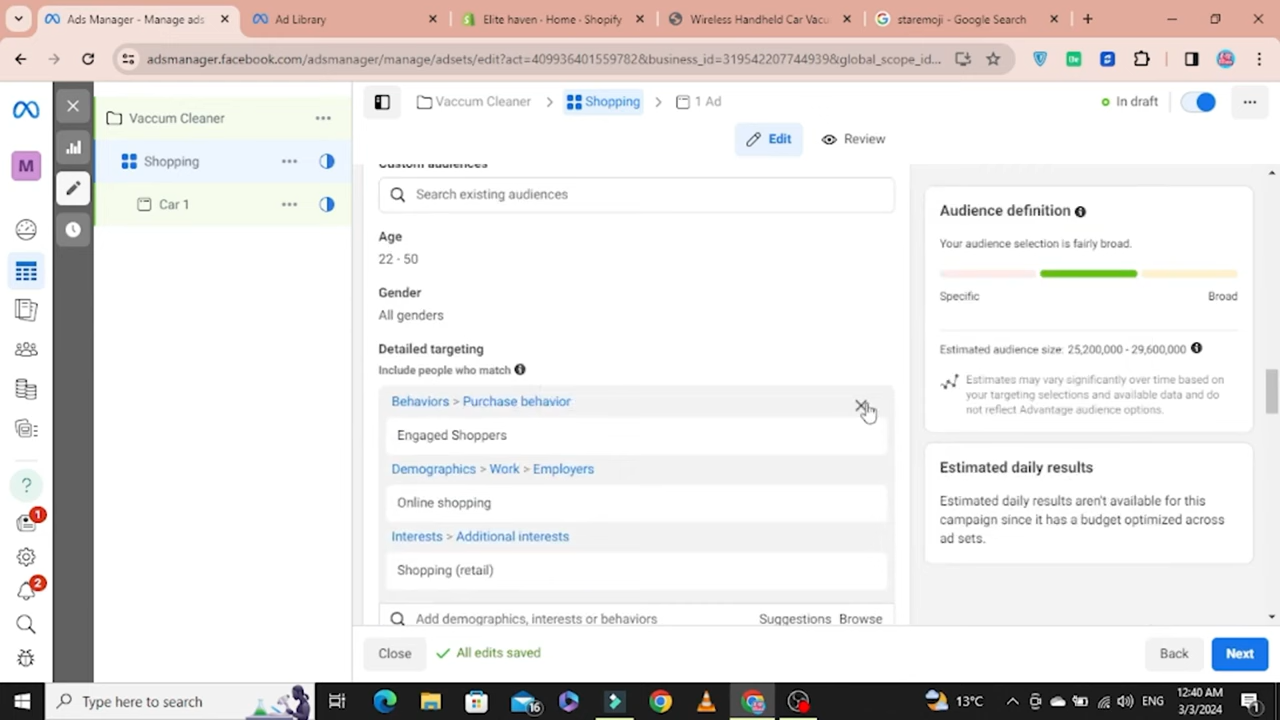 Ads Manager - Manage ads
Ad Library
Elite haven - Home - Shopify
Wireless Handheld Car Vacu
staremoji - Google Search
adsmanager.facebook.com/adsmanager/manage/adsets/edit?act=409936401559782&business_id=319542207744939&global_scope_id...
M
Vaccum Cleaner
Shopping
Car 1
Vaccum Cleaner
Shopping
1 Ad
In draft
Edit
Review
Custom audiences
Search existing audiences
Age
22 - 50
Gender
All genders
Detailed targeting
Include people who match
Behaviors > Purchase behavior
Engaged Shoppers
Demographics > Work > Employers
Online shopping
Interests > Additional interests
Shopping (retail)
Add demographics, interests or behaviors
Suggestions
Browse
Audience definition
Your audience selection is fairly broad.
Specific
Broad
Estimated audience size: 25,200,000 - 29,600,000
Estimates may vary significantly over time based on
your targeting selections and available data and do
not reflect Advantage audience options.
Estimated daily results
Estimated daily results aren't available for this
campaign since it has a budget optimized across
ad sets.
?
1
2
Close
All edits saved
Back
Next
Type here to search
16
13°C
ENG
12:40 AM
3/3/2024
1